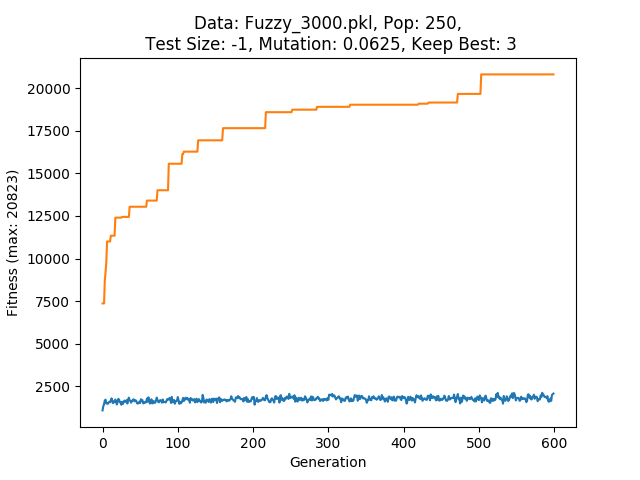 Data: Fuzzy_3000.pkl, Pop: 250,
Test Size: -1, Mutation: 0.0625, Keep Best: 3
Fitness (max: 20823)
20000
17500
15000
12500
10000
7500
5000
2500
0 100 200 300 400 500 600
Generation